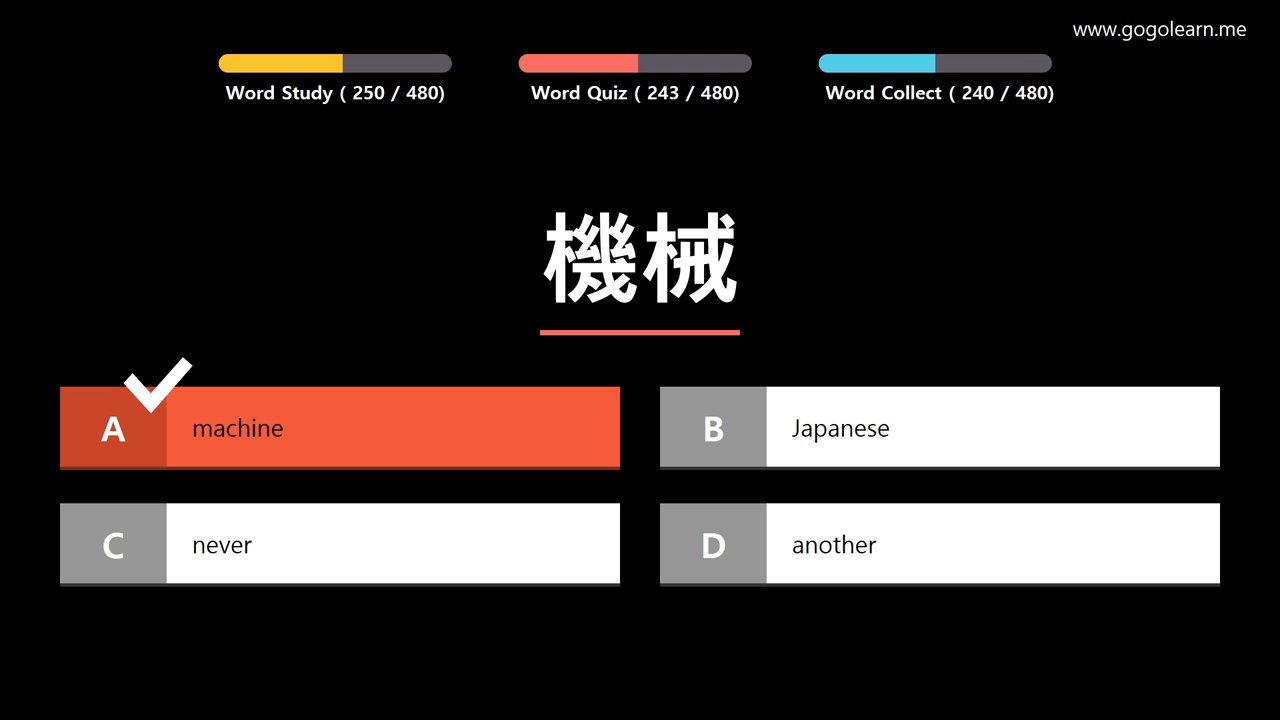 www.gogolearn.me
Word Study ( 250 / 480)
Word Quiz ( 243 / 480)
Word Collect ( 240 / 480)
機械
A machine
B Japanese
C never
D another